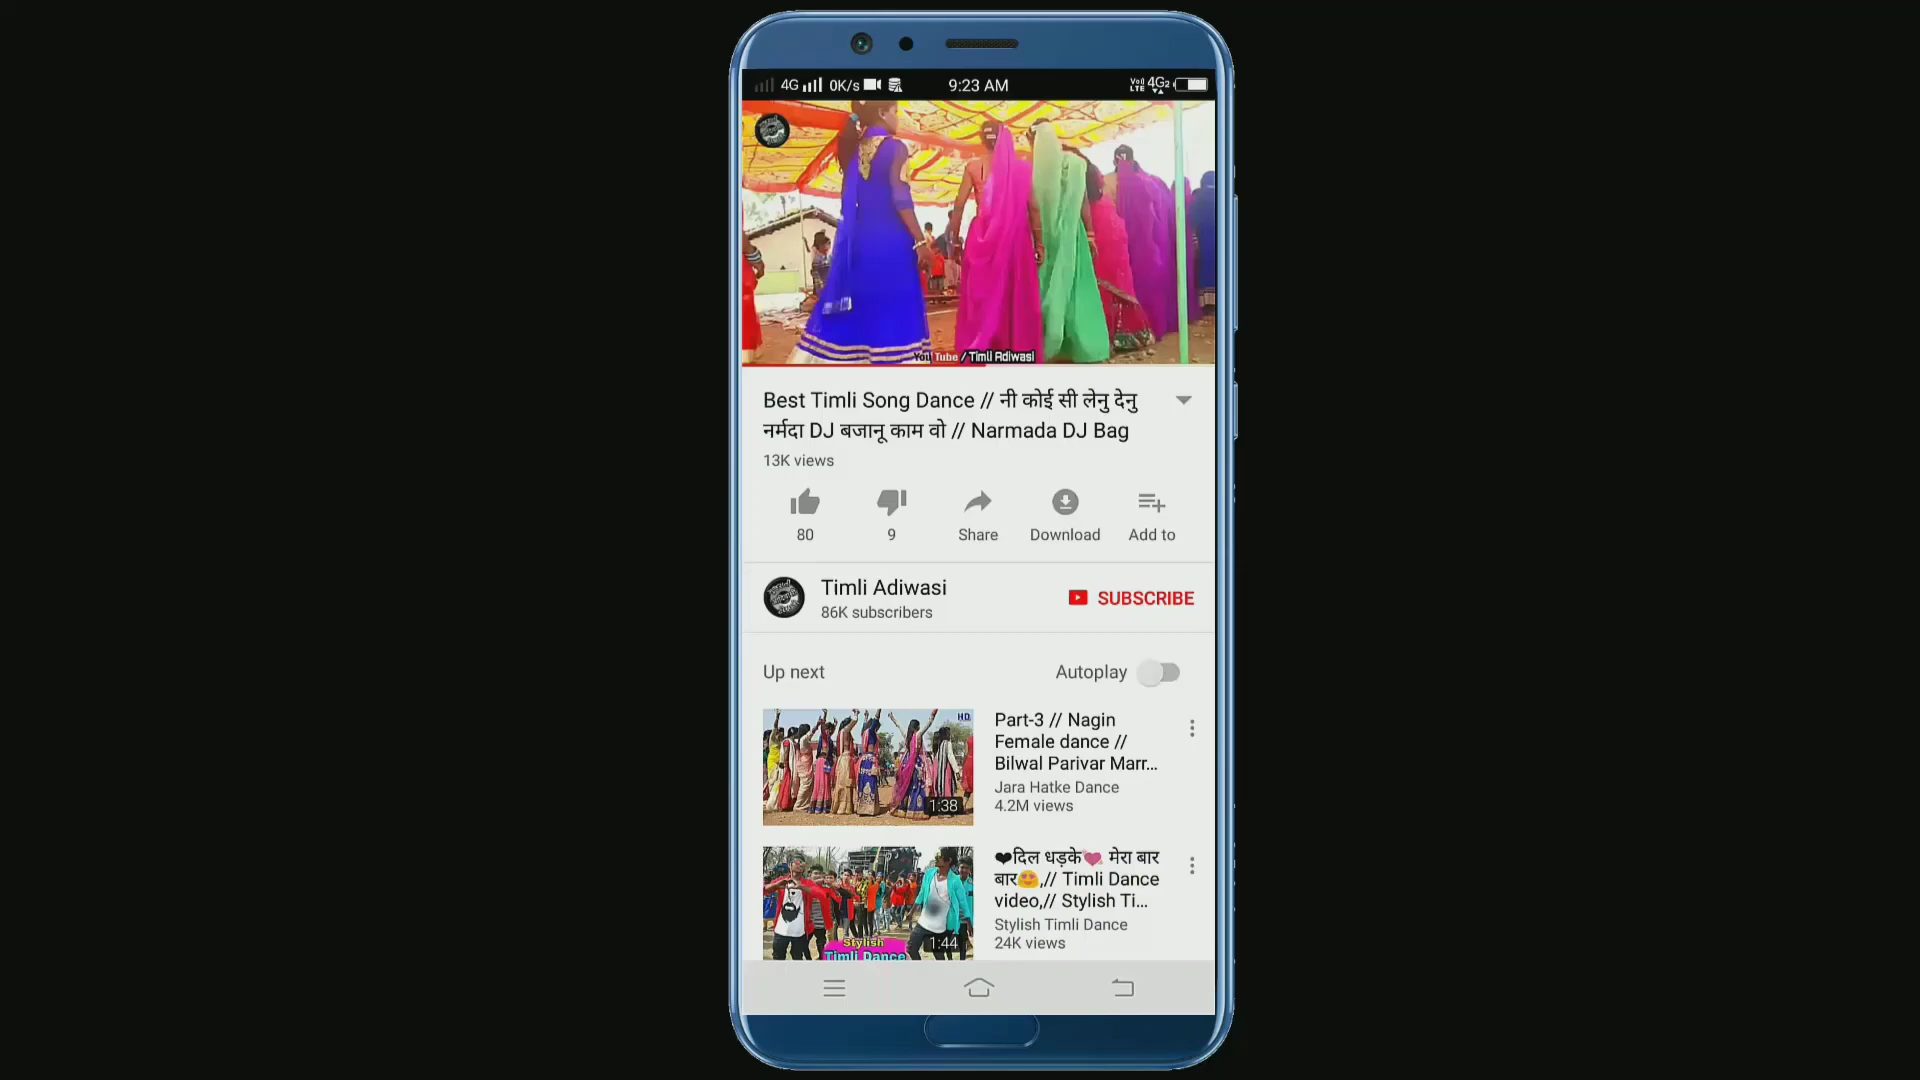 4G 0K/s 9:23 AM Vo) LTE 4G2
You Tube / Timli Adiwasi
Best Timli Song Dance // नी कोई सी लेनु देनु
नर्मदा DJ बजानू काम वो // Narmada DJ Bag
13K views
80 9 Share Download Add to
Timli Adiwasi
86K subscribers
SUBSCRIBE
Up next Autoplay
HD
1:38
Part-3 // Nagin
Female dance //
Bilwal Parivar Marr...
Jara Hatke Dance
4.2M views
Stylish
Timli Dance
1:44
❤दिल धड़के💘 मेरा बार
बार😍,// Timli Dance
video,// Stylish Ti...
Stylish Timli Dance
24K views